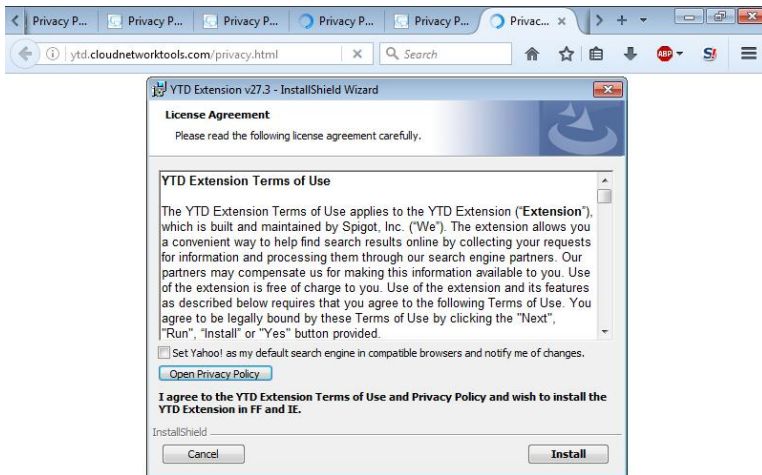 Privacy P...
Privacy P...
Privacy P...
Privacy P...
Privacy P...
Privac...
ytd.cloudnetworktools.com/privacy.html
Search
ABP
S!
YTD Extension v27.3 - InstallShield Wizard
License Agreement
Please read the following license agreement carefully.
YTD Extension Terms of Use
The YTD Extension Terms of Use applies to the YTD Extension (“Extension”),
which is built and maintained by Spigot, Inc. (“We”). The extension allows you
a convenient way to help find search results online by collecting your requests
for information and processing them through our search engine partners. Our
partners may compensate us for making this information available to you. Use
of the extension is free of charge to you. Use of the extension and its features
as described below requires that you agree to the following Terms of Use. You
agree to be legally bound by these Terms of Use by clicking the "Next",
"Run", “Install” or "Yes" button provided.
Set Yahoo! as my default search engine in compatible browsers and notify me of changes.
Open Privacy Policy
I agree to the YTD Extension Terms of Use and Privacy Policy and wish to install the
YTD Extension in FF and IE.
InstallShield
Cancel
Install